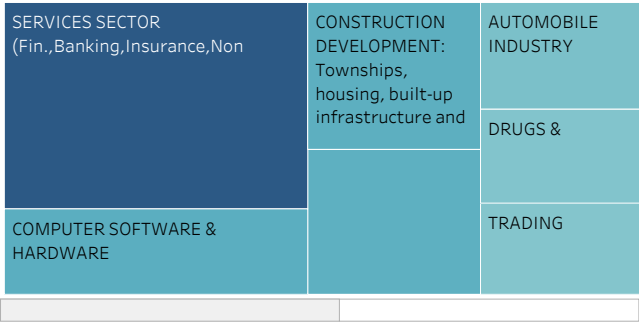 SERVICES SECTOR
(Fin.,Banking,Insurance,Non
COMPUTER SOFTWARE &
HARDWARE
CONSTRUCTION
DEVELOPMENT:
Townships,
housing, built-up
infrastructure and
AUTOMOBILE
INDUSTRY
DRUGS &
TRADING